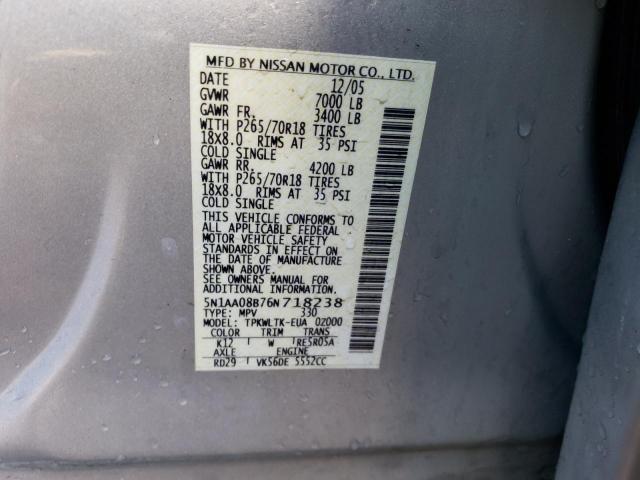 MFD BY NISSAN MOTOR CO., LTD.
DATE 12/05
GVWR 7000 LB
GAWR FR. 3400 LB
WITH P265/70R18 TIRES
18X8.0 RIMS AT 35 PSI
COLD SINGLE
GAWR RR. 4200 LB
WITH P265/70R18 TIRES
18X8.0 RIMS AT 35 PSI
COLD SINGLE
THIS VEHICLE CONFORMS TO
ALL APPLICABLE FEDERAL
MOTOR VEHICLE SAFETY
STANDARDS IN EFFECT ON
THE DATE OF MANUFACTURE
SHOWN ABOVE.
SEE OWNERS MANUAL FOR
ADDITIONAL INFORMATION.
5N1AA08B76N718238
TYPE: MPV 330
MODEL: TPKWLTK-EUA 0Z000
COLOR TRIM TRANS
K12 W RE5R05A
AXLE ENGINE
RD29 VK56DE 5552CC